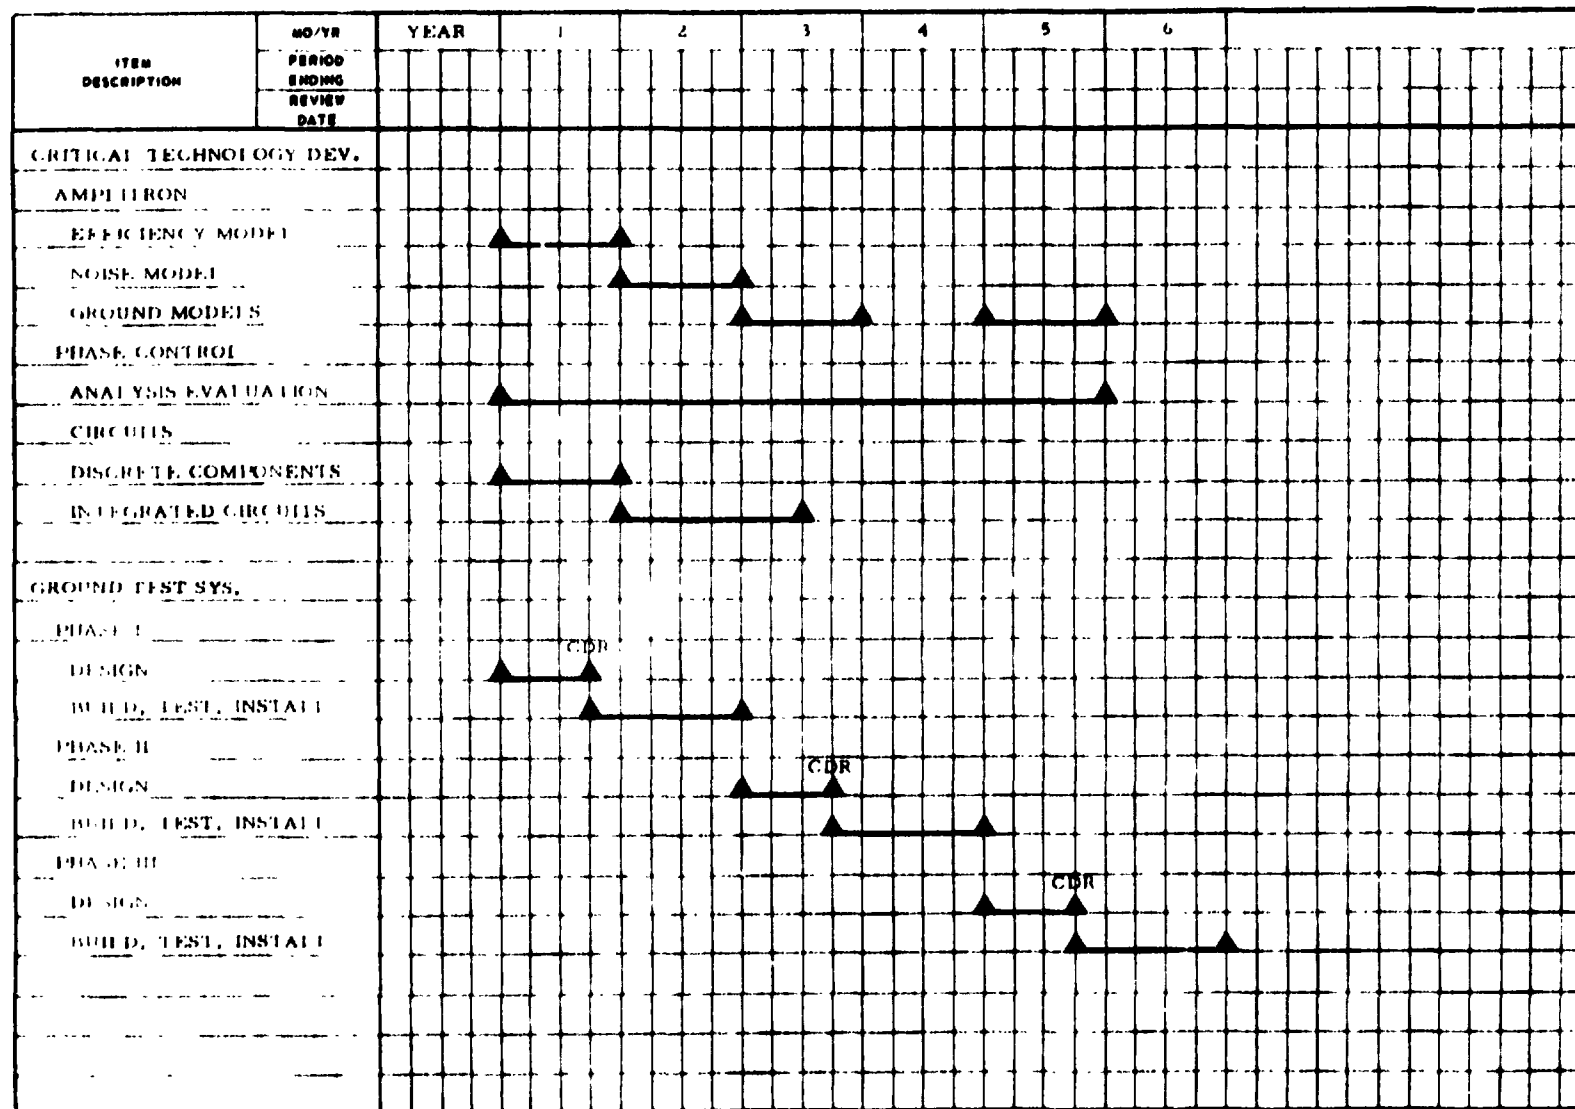 ITEM DESCRIPTION
MO/YR
PERIOD
ENDING
REVIEW
DATE
YEAR 1 2 3 4 5 6
CRITICAL TECHNOLOGY DEV.
AMPLITRON
EFFICIENCY MODEL
NOISE MODEL
GROUND MODELS
PHASE CONTROL
ANALYSIS EVALUATION
CIRCUITS
DISCRETE COMPONENTS
INTEGRATED CIRCUITS
GROUND TEST SYS.
PHASE I
CDR
DESIGN
BUILD, TEST, INSTALL
PHASE II
CDR
DESIGN
BUILD, TEST, INSTALL
PHASE III
CDR
DESIGN
BUILD, TEST, INSTALL